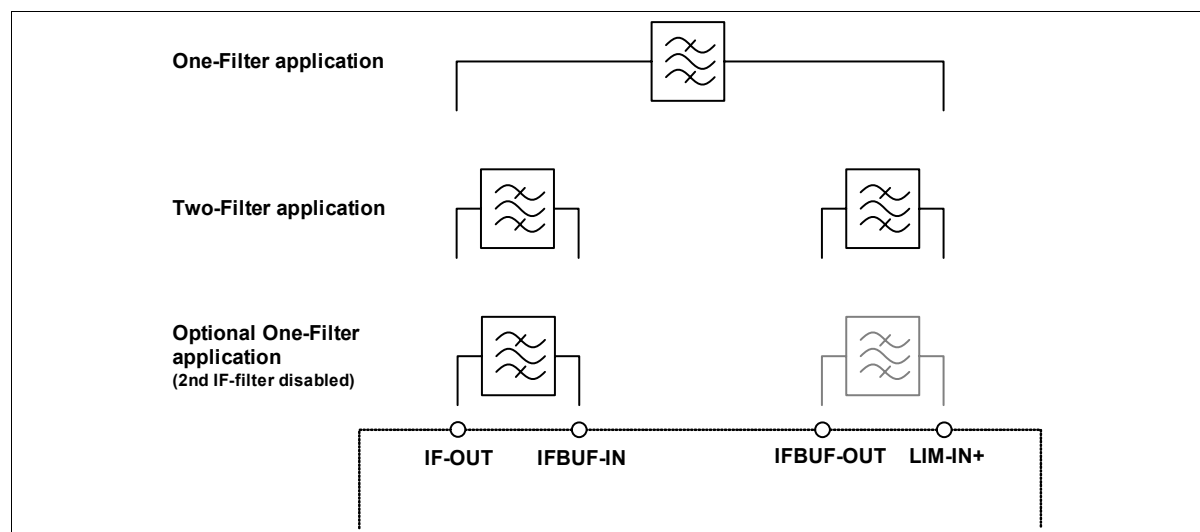 One-Filter application
Two-Filter application
Optional One-Filter
application
(2nd IF-filter disabled)
IF-OUT IFBUF-IN IFBUF-OUT LIM-IN+